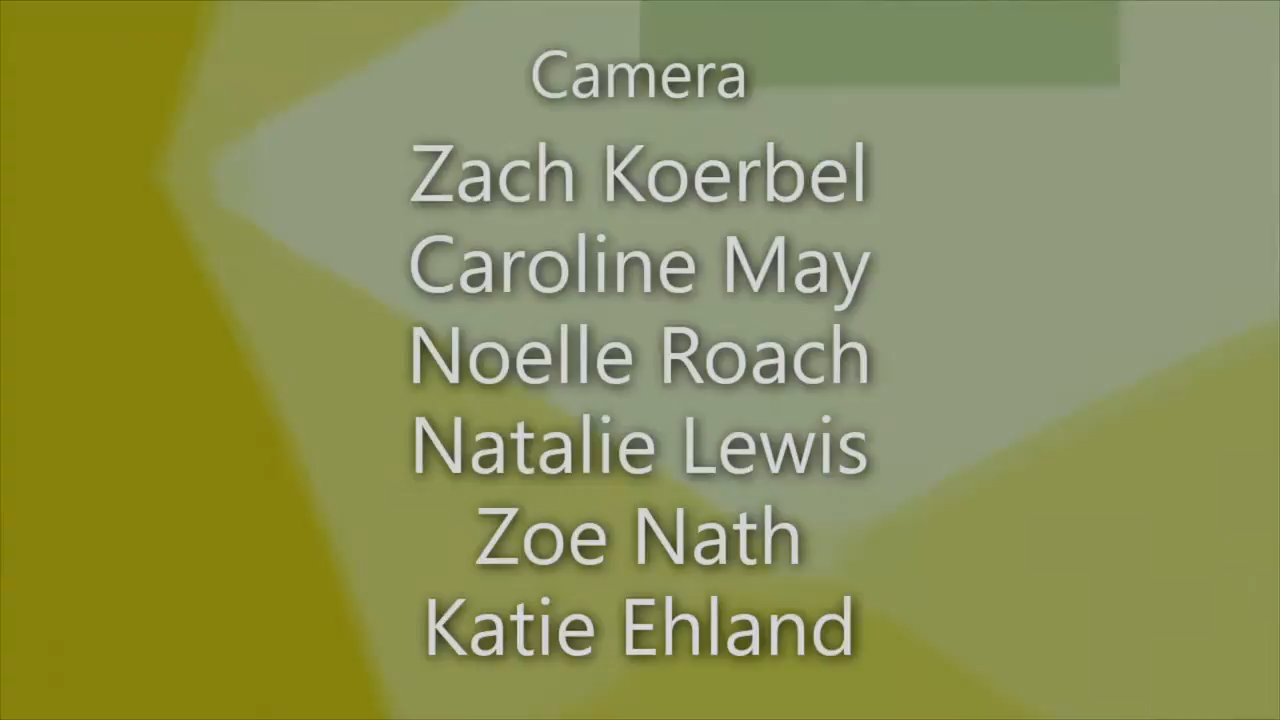 Camera
Zach Koerbel
Caroline May
Noelle Roach
Natalie Lewis
Zoe Nath
Katie Ehland